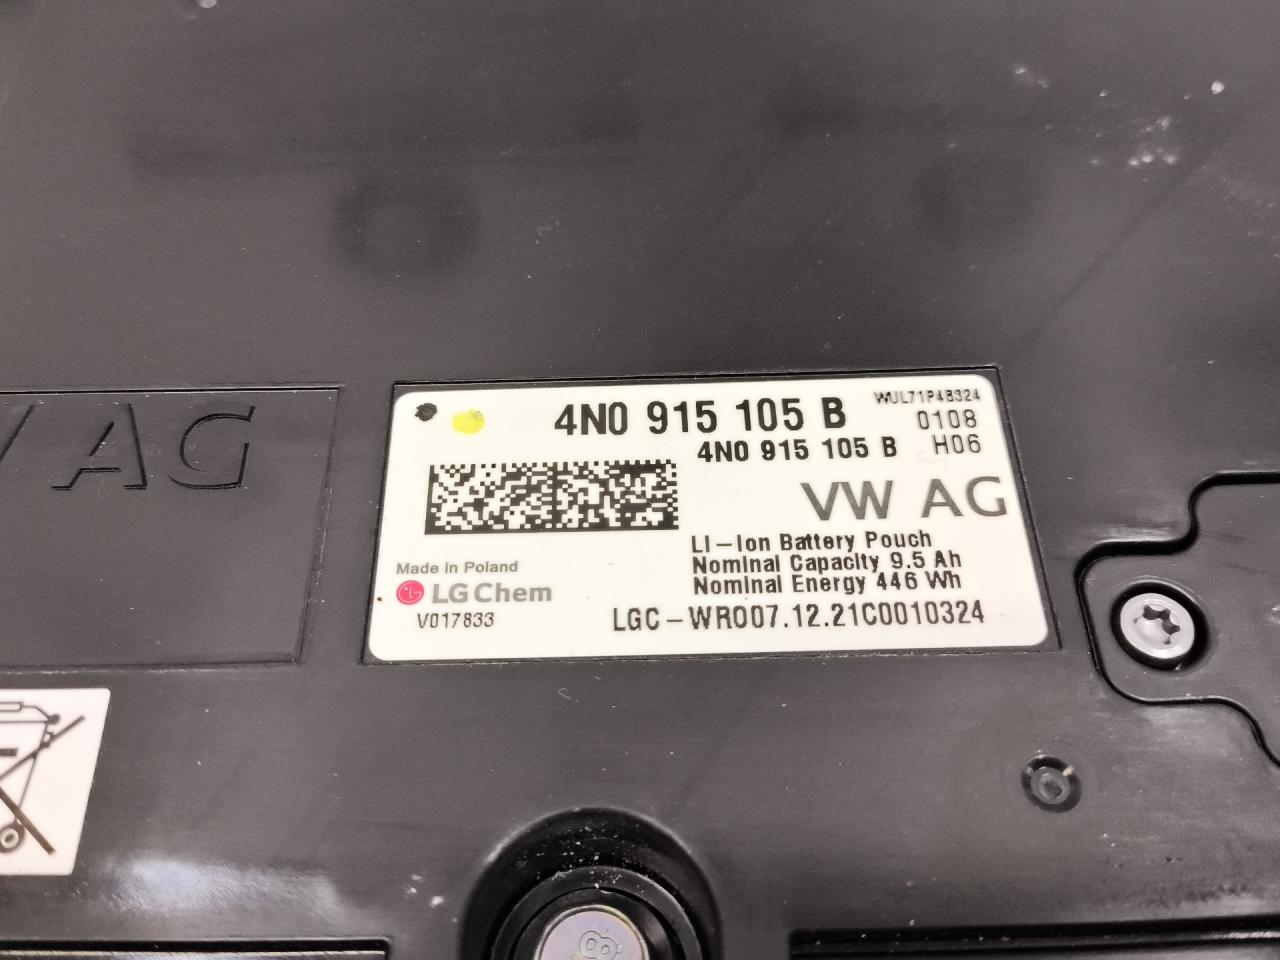 4N0 915 105 B
WUL71P4B324
0108
4N0 915 105 B
H06
VW AG
AG
Li-Ion Battery Pouch
Nominal Capacity 9.5 Ah
Nominal Energy 446 Wh
Made in Poland
LG Chem
V017833
LGC-WR007.12.21C0010324
8